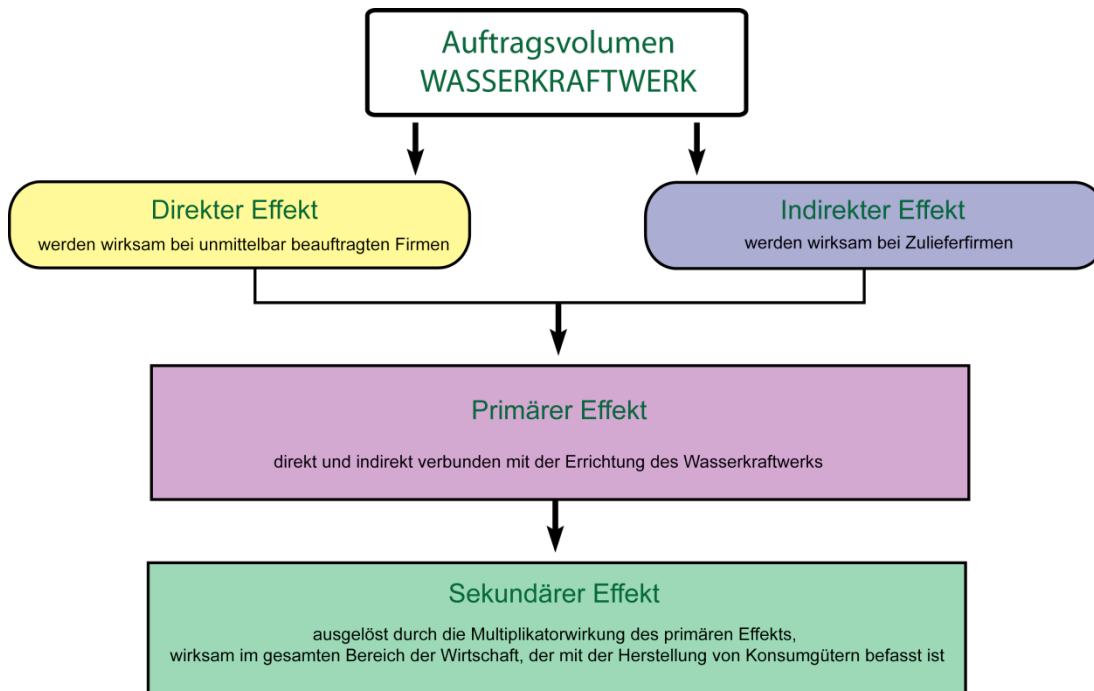 Auftragsvolumen
WASSERKRAFTWERK
Direkter Effekt
werden wirksam bei unmittelbar beauftragten Firmen
Indirekter Effekt
werden wirksam bei Zulieferfirmen
Primärer Effekt
direkt und indirekt verbunden mit der Errichtung des Wasserkraftwerks
Sekundärer Effekt
ausgelöst durch die Multiplikatorwirkung des primären Effekts,
wirksam im gesamten Bereich der Wirtschaft, der mit der Herstellung von Konsumgütern befasst ist